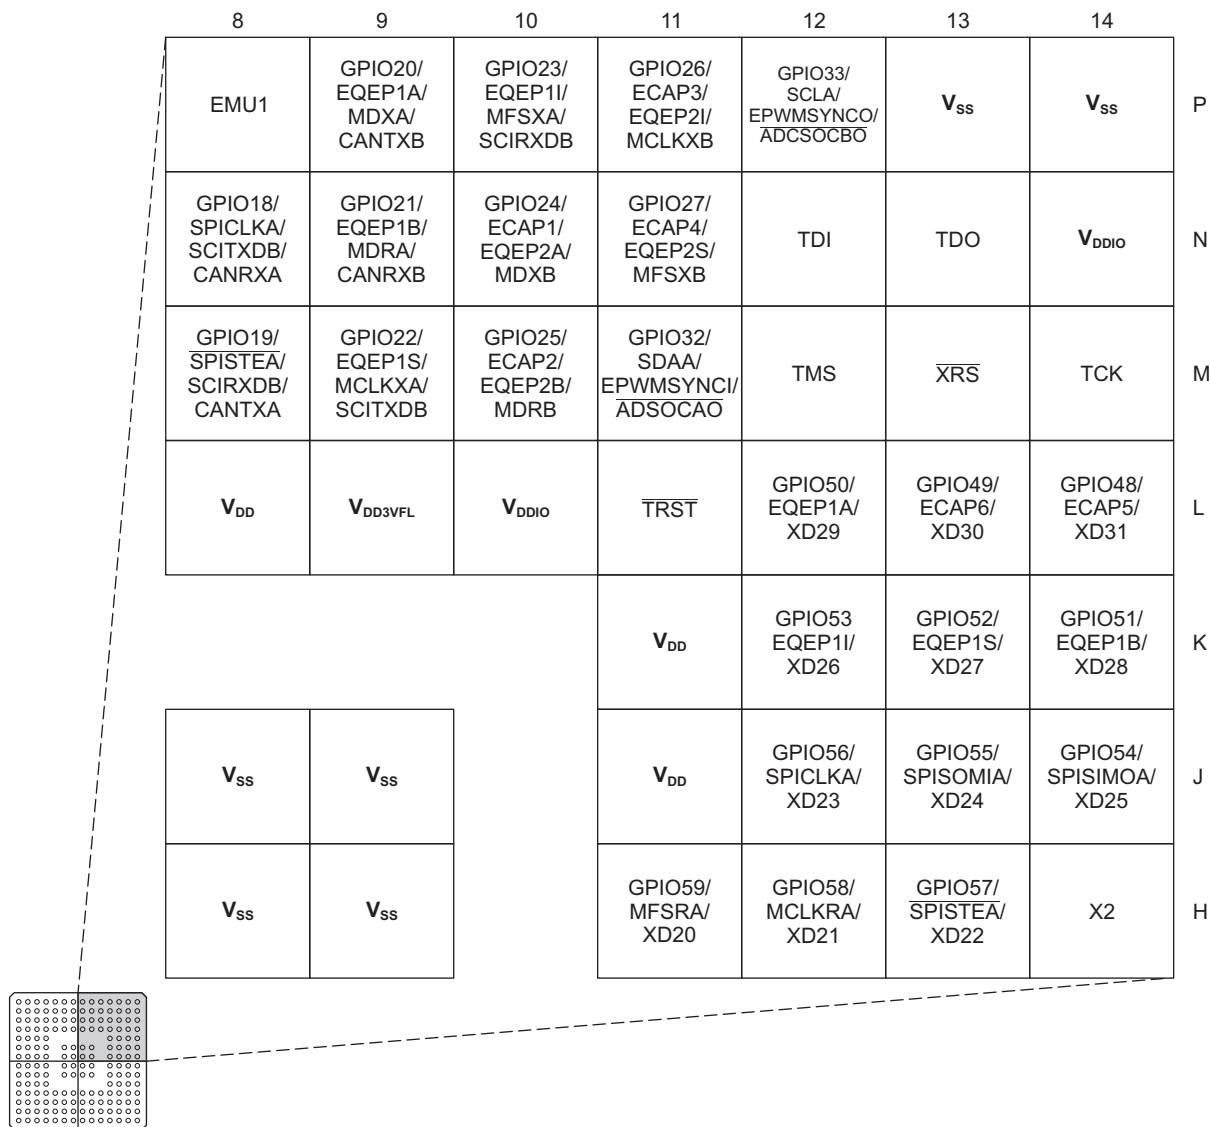 8 9 10 11 12 13 14
EMU1
GPIO20/
EQEP1A/
MDXA/
CANTXB
GPIO23/
EQEP1I/
MFSXA/
SCIRXDB
GPIO26/
ECAP3/
EQEP2I/
MCLKXB
GPIO33/
SCLA/
EPWMSYNCO/
ADCSOCBO
VSS
VSS
P
GPIO18/
SPICLKA/
SCITXDB/
CANRXA
GPIO21/
EQEP1B/
MDRA/
CANRXB
GPIO24/
ECAP1/
EQEP2A/
MDXB
GPIO27/
ECAP4/
EQEP2S/
MFSXB
TDI
TDO
VDDIO
N
GPIO19/
SPISTEA/
SCIRXDB/
CANTXA
GPIO22/
EQEP1S/
MCLKXA/
SCITXDB
GPIO25/
ECAP2/
EQEP2B/
MDRB
GPIO32/
SDAA/
EPWMSYNCI/
ADSOCAO
TMS
XRS
TCK
M
VDD
VDD3VFL
VDDIO
TRST
GPIO50/
EQEP1A/
XD29
GPIO49/
ECAP6/
XD30
GPIO48/
ECAP5/
XD31
L
VDD
GPIO53
EQEP1I/
XD26
GPIO52/
EQEP1S/
XD27
GPIO51/
EQEP1B/
XD28
K
VSS
VSS
VDD
GPIO56/
SPICLKA/
XD23
GPIO55/
SPISOMIA/
XD24
GPIO54/
SPISIMOA/
XD25
J
VSS
VSS
GPIO59/
MFSRA/
XD20
GPIO58/
MCLKRA/
XD21
GPIO57/
SPISTEA/
XD22
X2
H